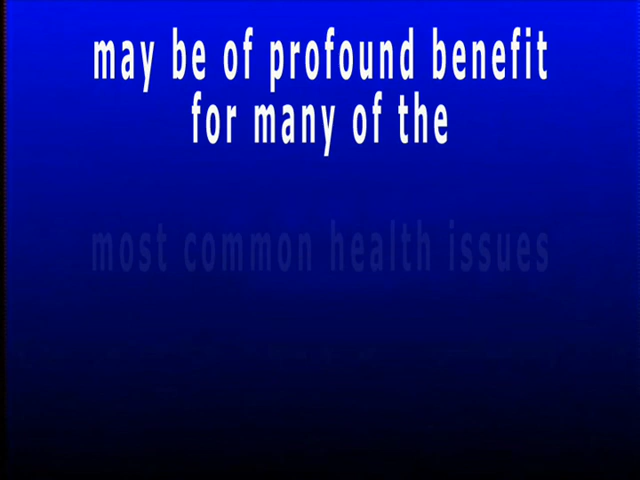 may be of profound benefit
for many of the
most common health issues